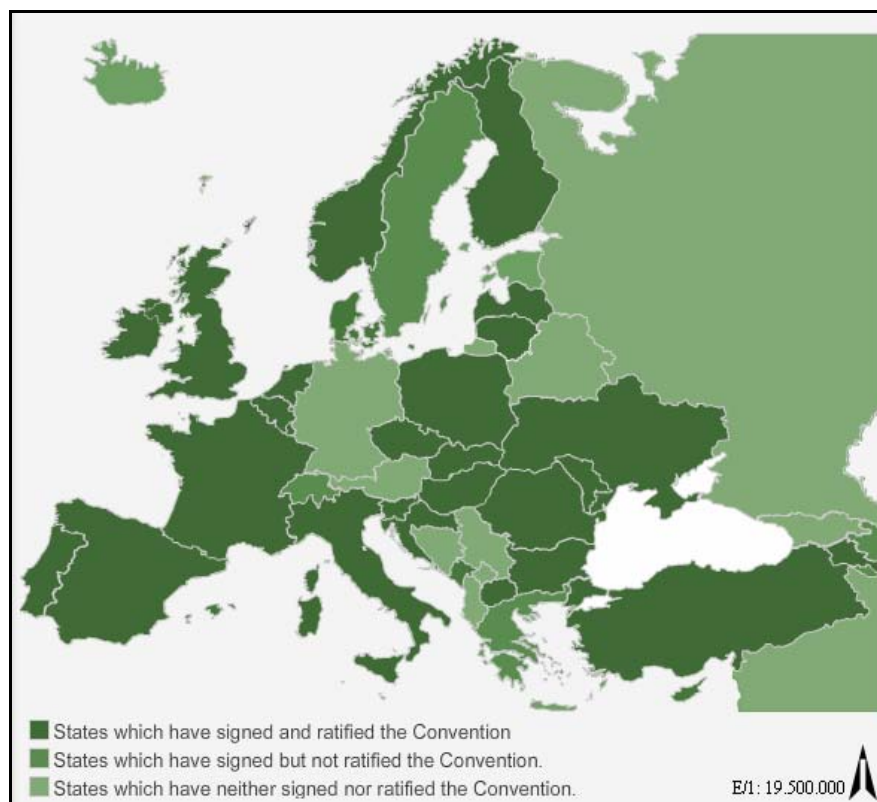 States which have signed and ratified the Convention
States which have signed but not ratified the Convention.
States which have neither signed nor ratified the Convention.
E/1: 19.500.000